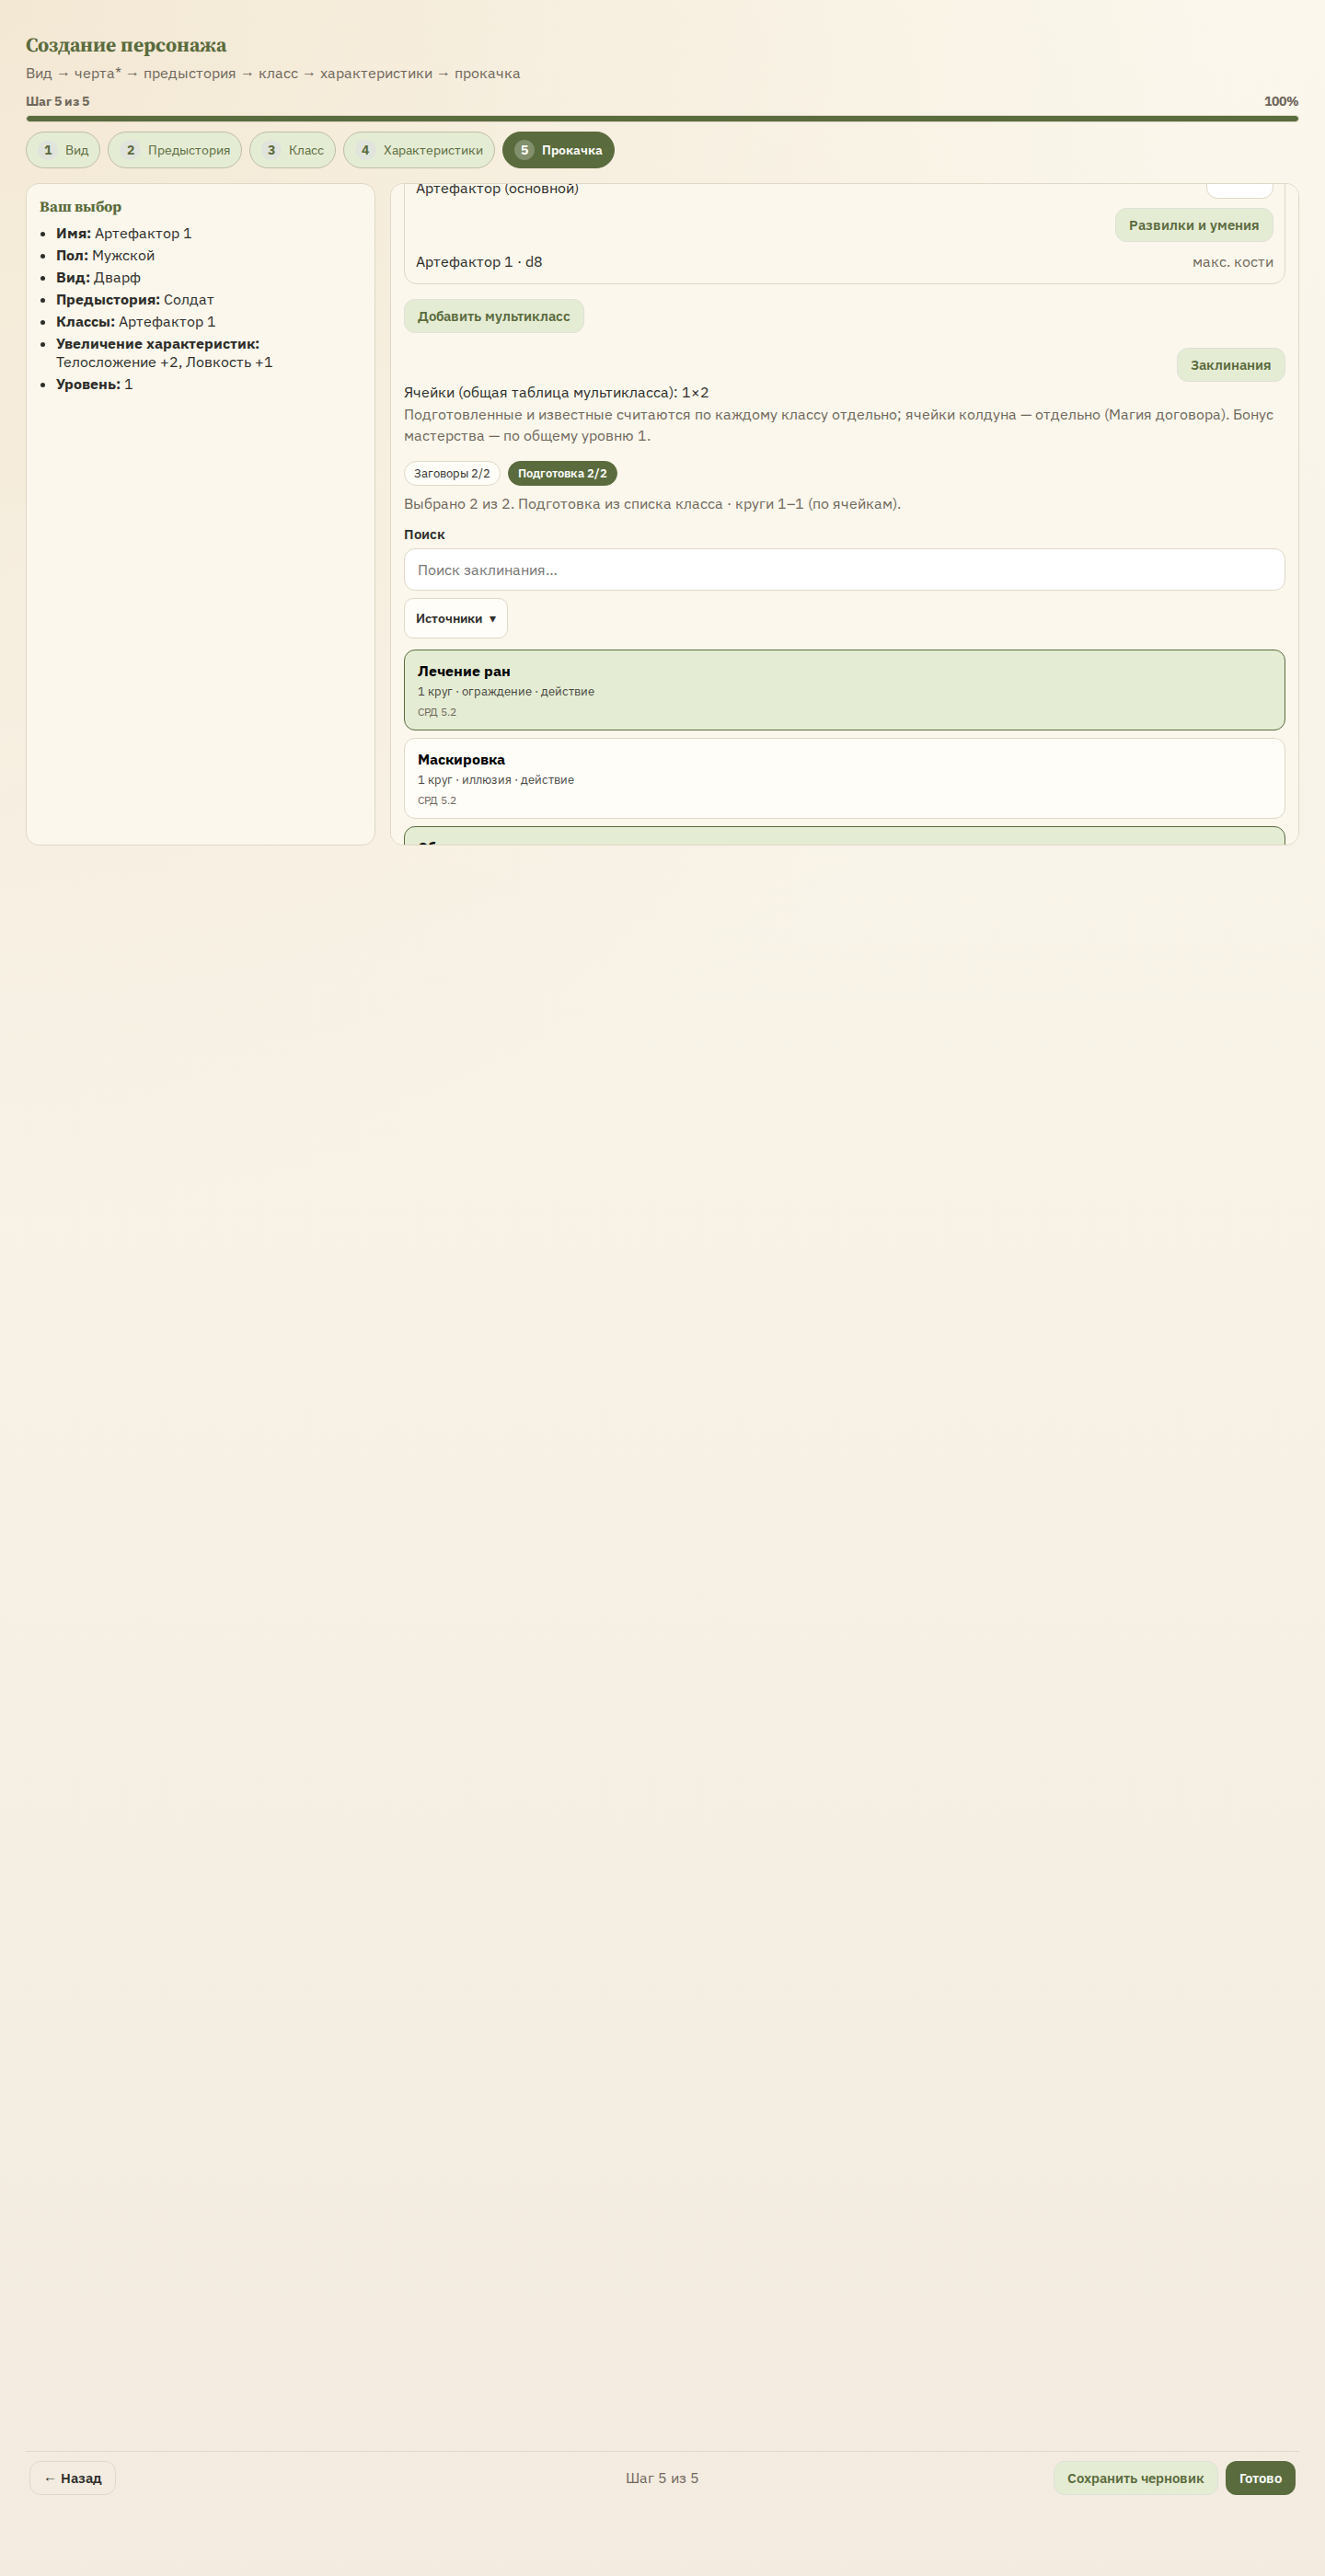 Создание персонажа
Вид → черта* → предыстория → класс → характеристики → прокачка
Шаг 5 из 5
100%
1 Вид
2 Предыстория
3 Класс
4 Характеристики
5 Прокачка
Ваш выбор
Имя: Артефактор 1
Пол: Мужской
Вид: Дварф
Предыстория: Солдат
Классы: Артефактор 1
Увеличение характеристик:
Телосложение +2, Ловкость +1
Уровень: 1
Артефактор (основной)
Развилки и умения
Артефактор 1 · d8
макс. кости
Добавить мультикласс
Заклинания
Ячейки (общая таблица мультикласса): 1×2
Подготовленные и известные считаются по каждому классу отдельно; ячейки колдуна — отдельно (Магия договора). Бонус
мастерства — по общему уровню 1.
Заговоры 2/2
Подготовка 2/2
Выбрано 2 из 2. Подготовка из списка класса · круги 1–1 (по ячейкам).
Поиск
Поиск заклинания…
Источники ▾
Лечение ран
1 круг · ограждение · действие
СРД 5.2
Маскировка
1 круг · иллюзия · действие
СРД 5.2
← Назад
Шаг 5 из 5
Сохранить черновик
Готово